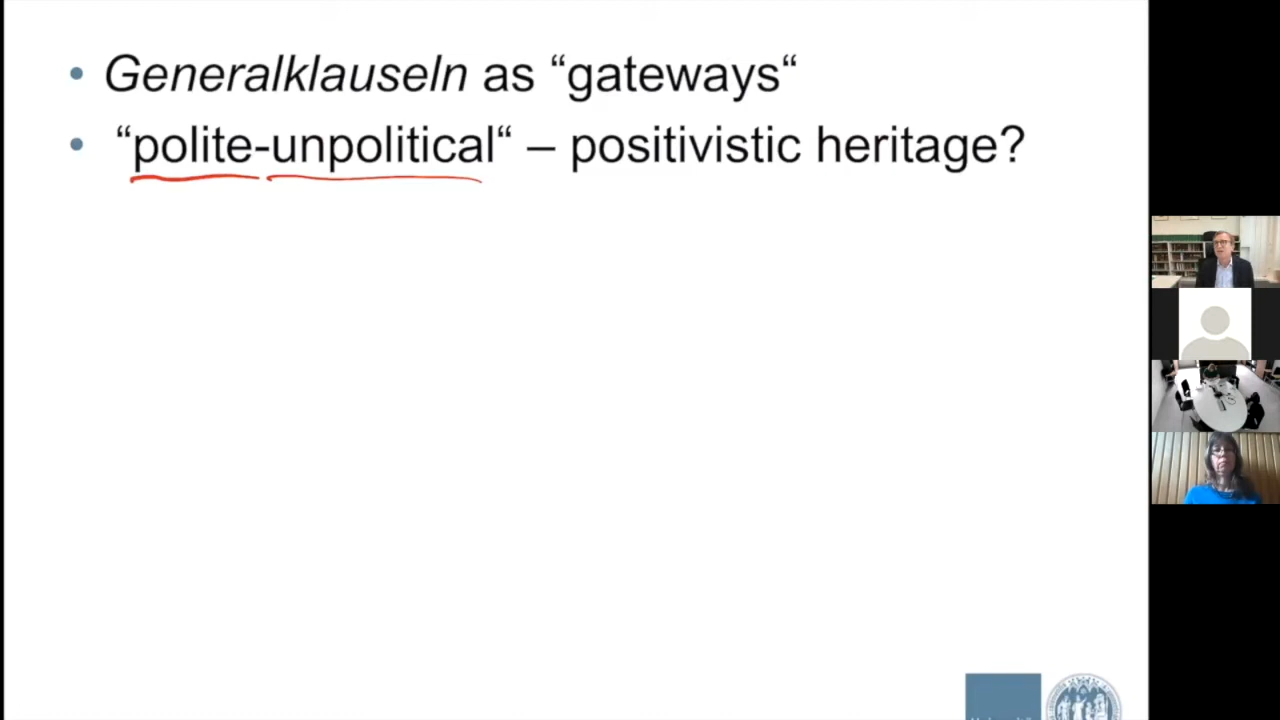 • Generalklauseln as “gateways“
• “polite-unpolitical“ – positivistic heritage?